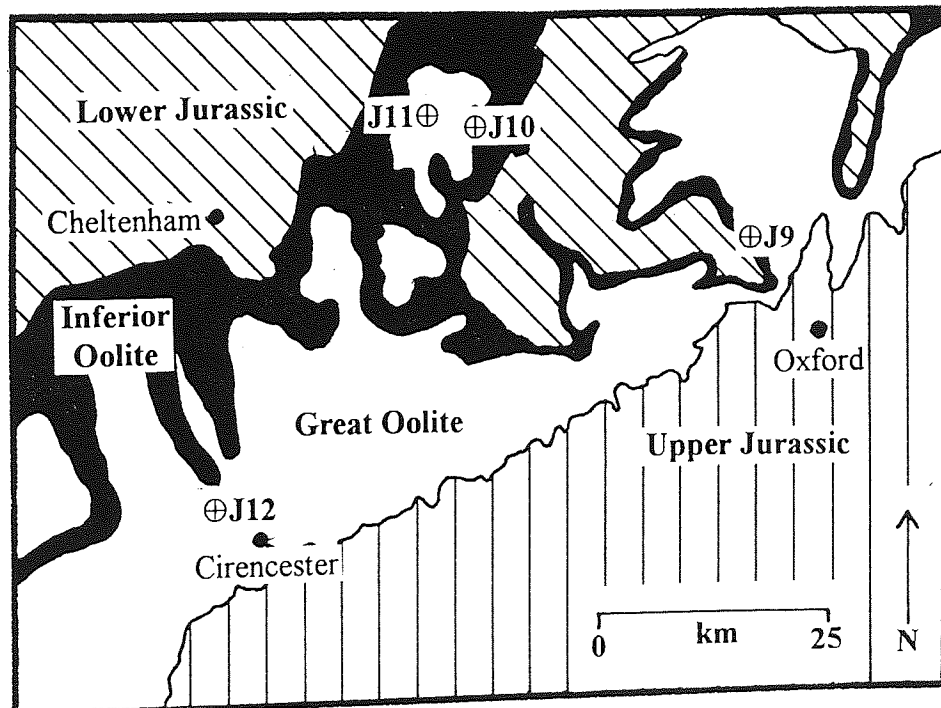 Lower Jurassic
J11
J10
Cheltenham
J9
Inferior
Oolite
Oxford
Great Oolite
Upper Jurassic
J12
Cirencester
0 km 25
N